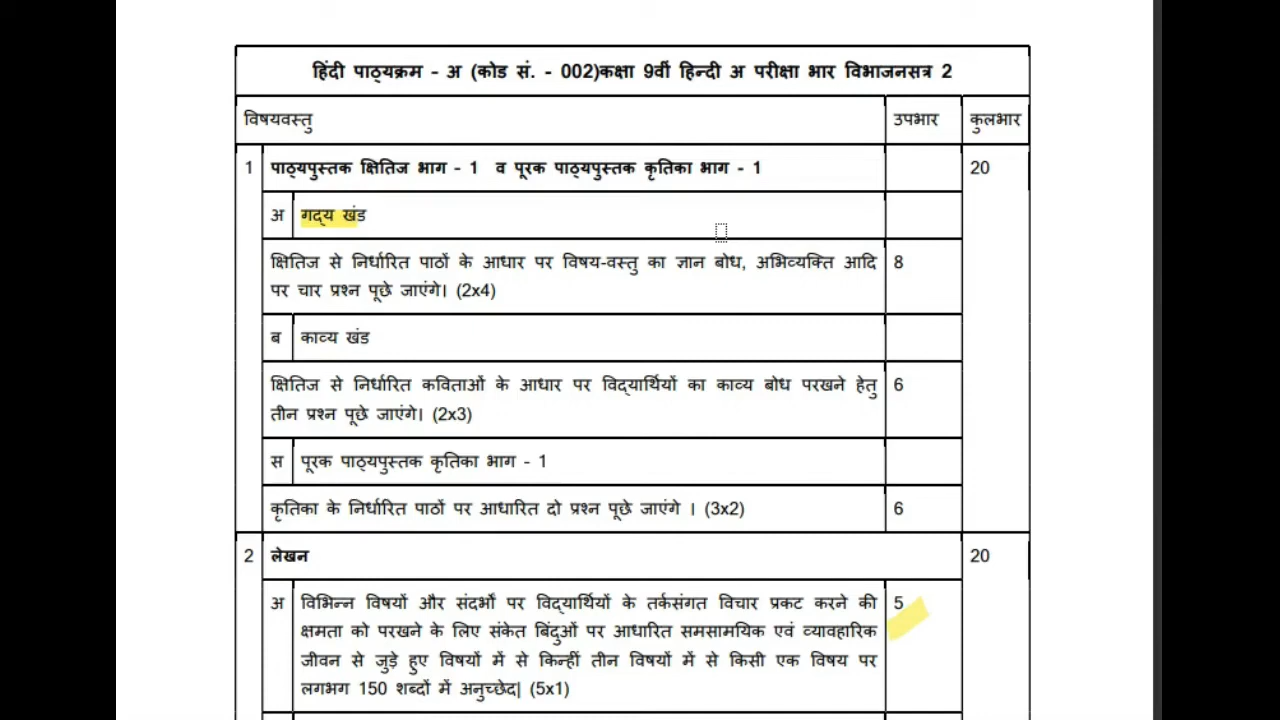 हिंदी पाठ्यक्रम - अ (कोड सं. - 002)कक्षा 9वीं हिन्दी अ परीक्षा भार विभाजनसत्र 2
विषयवस्तु उपभार कुलभार
1 पाठ्यपुस्तक क्षितिज भाग - 1 व पूरक पाठ्यपुस्तक कृतिका भाग - 1 20
अ गद्य खंड
क्षितिज से निर्धारित पाठों के आधार पर विषय-वस्तु का ज्ञान बोध, अभिव्यक्ति आदि 8
पर चार प्रश्न पूछे जाएंगे। (2x4)
ब काव्य खंड
क्षितिज से निर्धारित कविताओं के आधार पर विद्यार्थियों का काव्य बोध परखने हेतु 6
तीन प्रश्न पूछे जाएंगे। (2x3)
स पूरक पाठ्यपुस्तक कृतिका भाग - 1
कृतिका के निर्धारित पाठों पर आधारित दो प्रश्न पूछे जाएंगे । (3x2) 6
2 लेखन 20
अ विभिन्न विषयों और संदर्भों पर विद्यार्थियों के तर्कसंगत विचार प्रकट करने की 5
क्षमता को परखने के लिए संकेत बिंदुओं पर आधारित समसामयिक एवं व्यावहारिक
जीवन से जुड़े हुए विषयों में से किन्हीं तीन विषयों में से किसी एक विषय पर
लगभग 150 शब्दों में अनुच्छेद| (5x1)